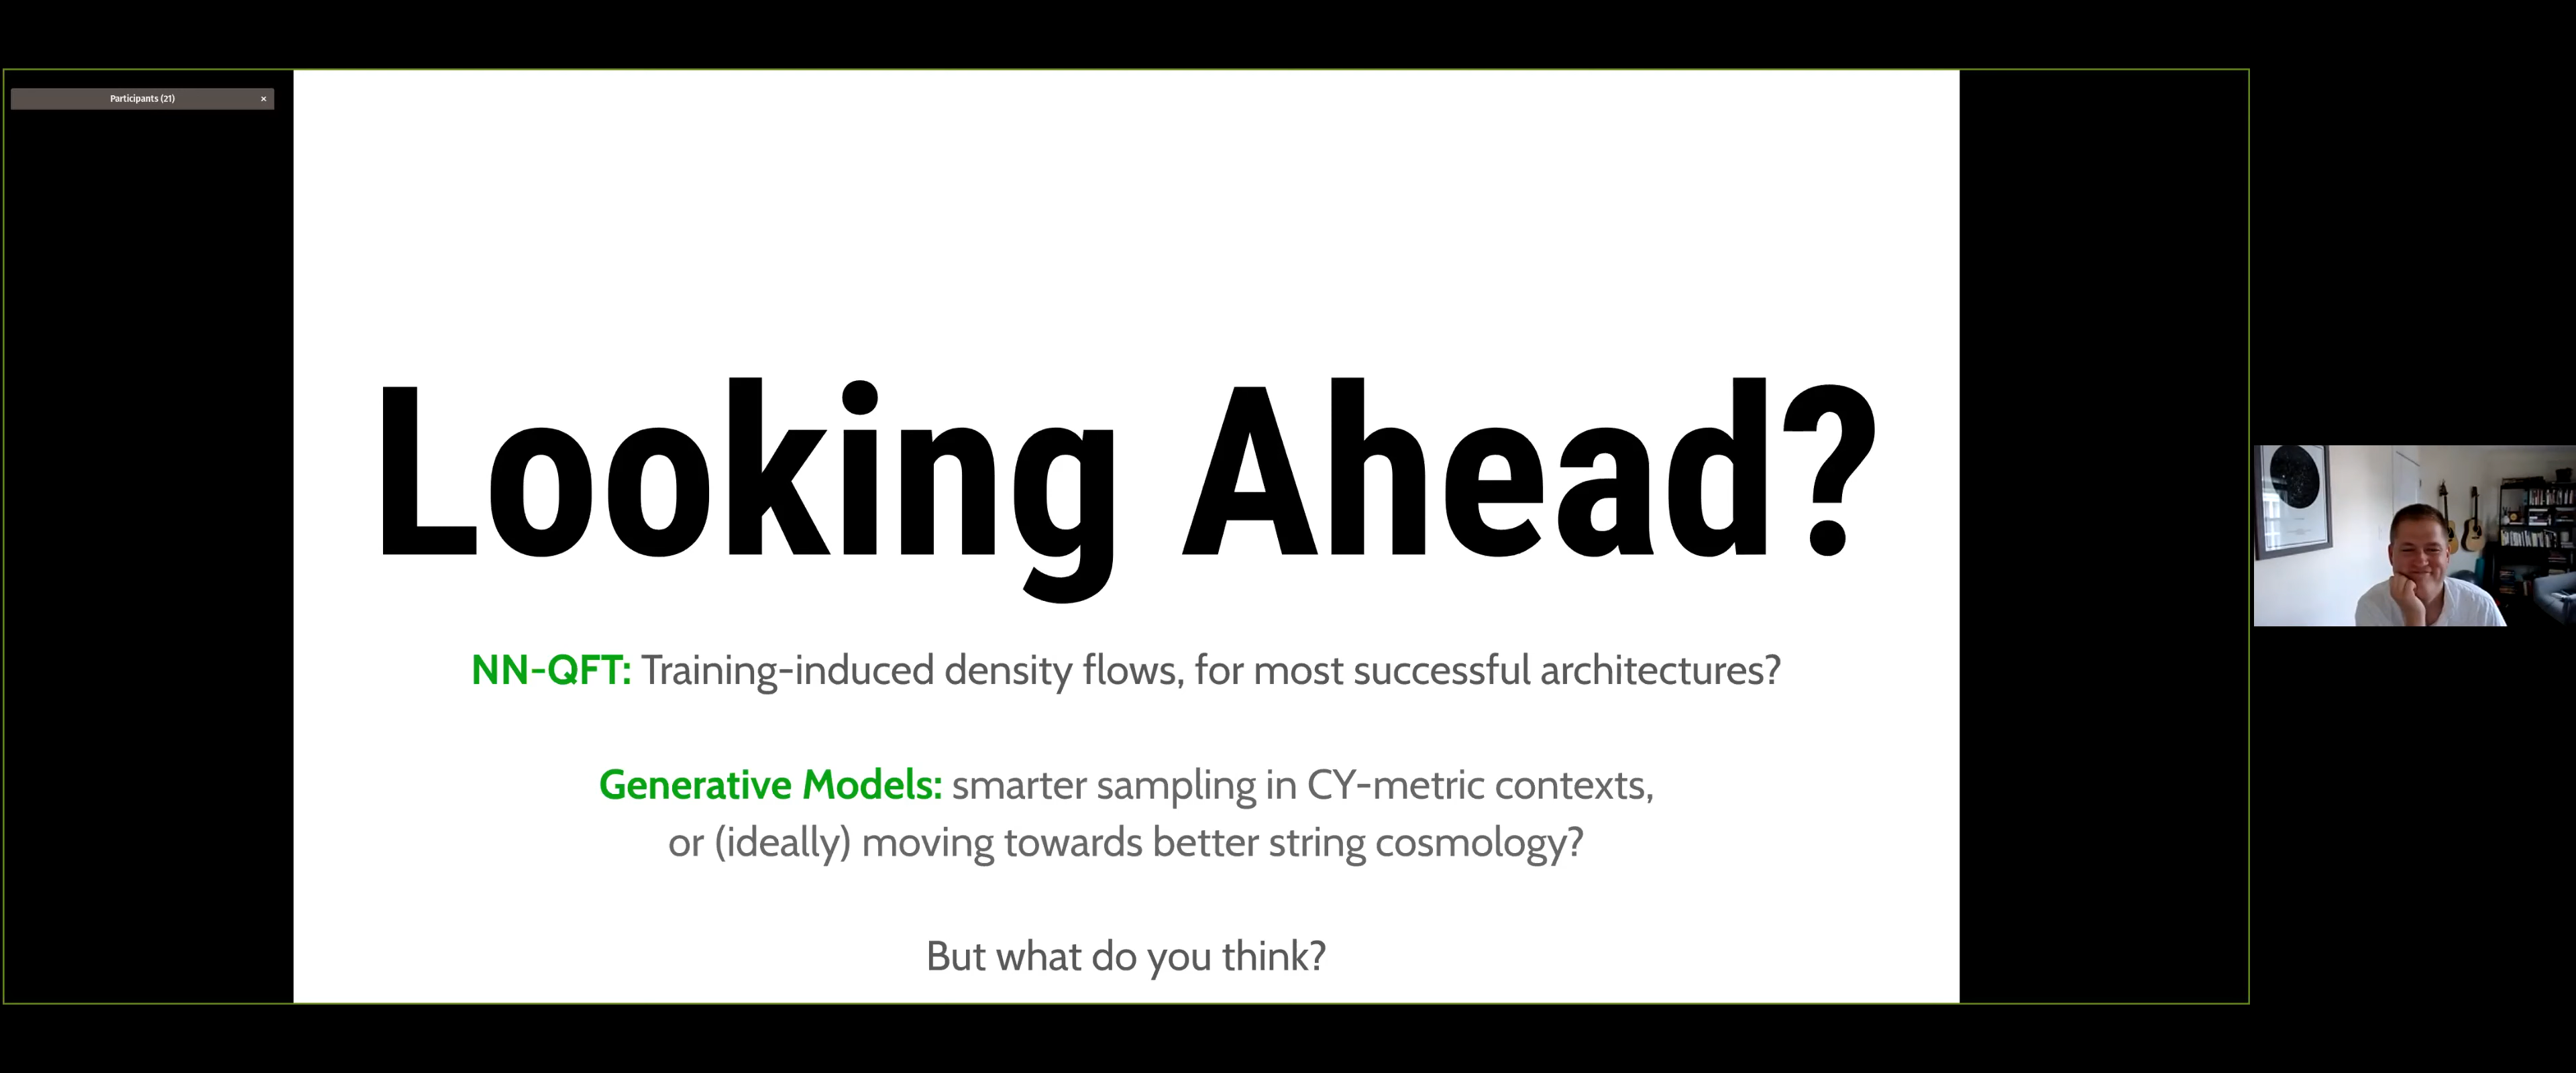 Participants (21)
×
Looking Ahead?
NN-QFT: Training-induced density flows, for most successful architectures?
Generative Models: smarter sampling in CY-metric contexts,
or (ideally) moving towards better string cosmology?
But what do you think?